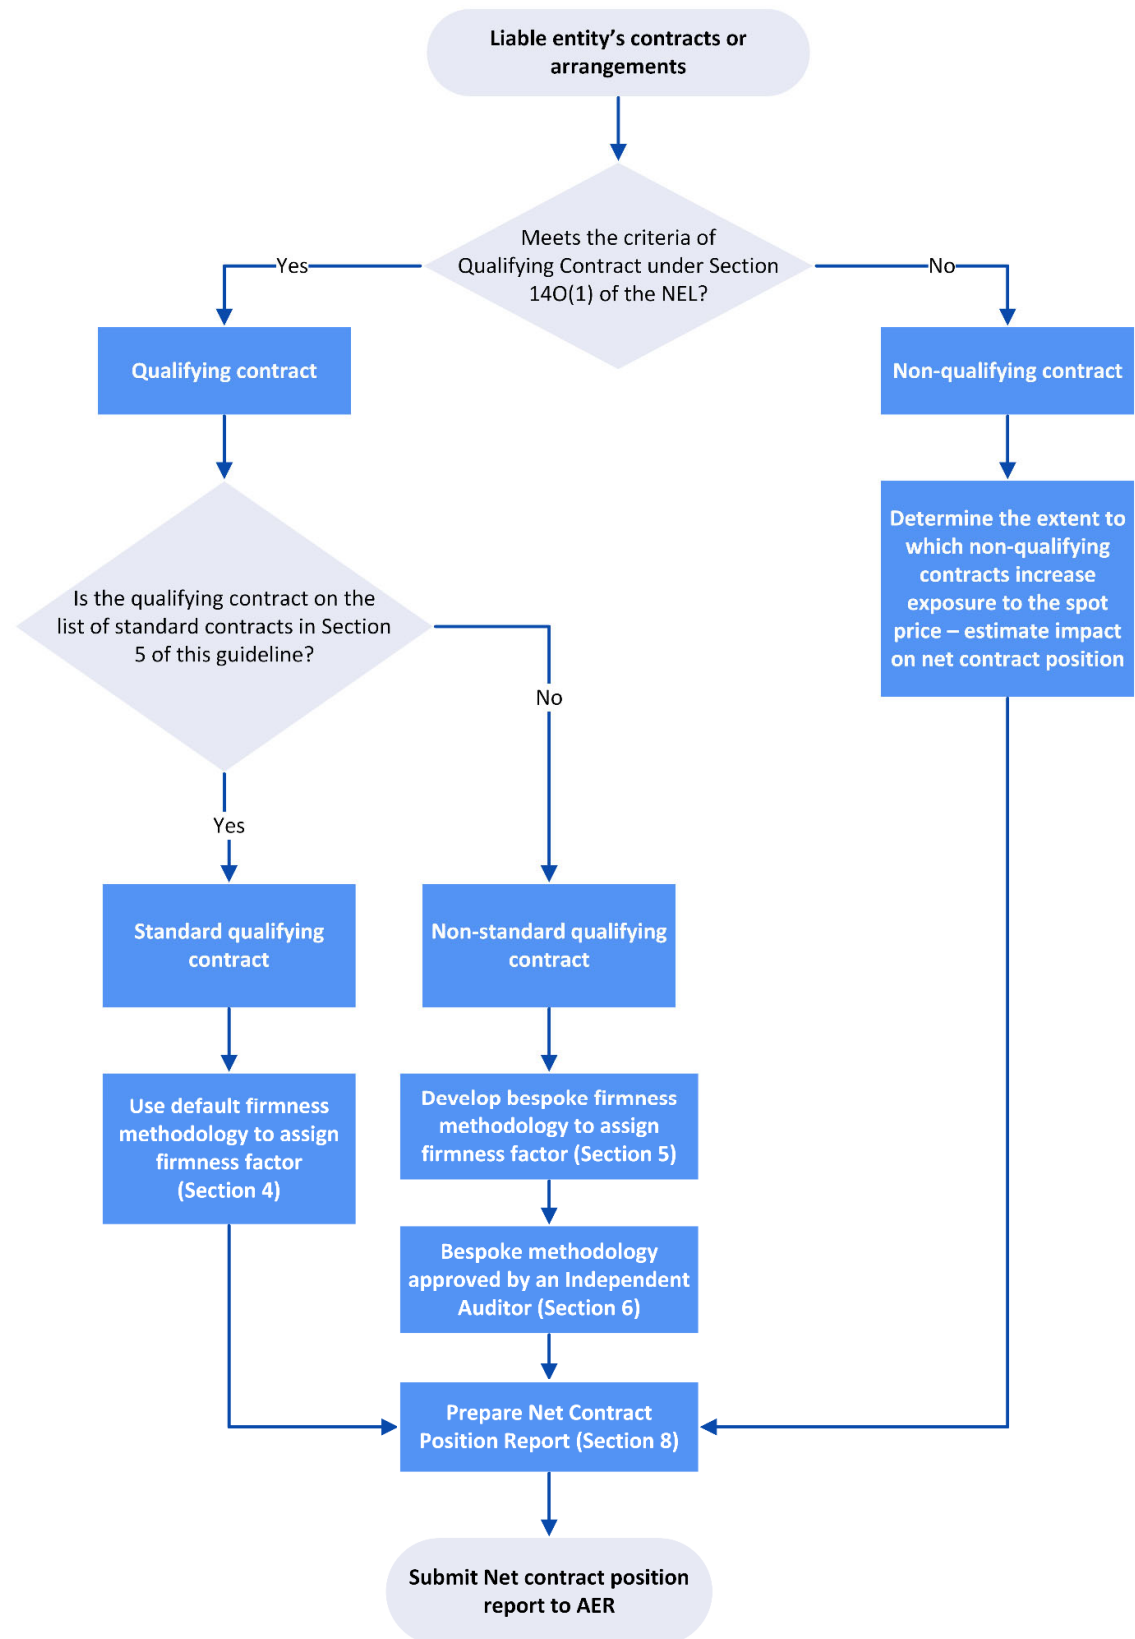 Liable entity’s contracts or
arrangements
Meets the criteria of
Qualifying Contract under Section
14O(1) of the NEL?
Yes
No
Qualifying contract
Non-qualifying contract
Is the qualifying contract on the
list of standard contracts in Section
5 of this guideline?
Determine the extent to
which non-qualifying
contracts increase
exposure to the spot
price – estimate impact
on net contract position
No
Yes
Standard qualifying
contract
Non-standard qualifying
contract
Use default firmness
methodology to assign
firmness factor
(Section 4)
Develop bespoke firmness
methodology to assign
firmness factor (Section 5)
Bespoke methodology
approved by an Independent
Auditor (Section 6)
Prepare Net Contract
Position Report (Section 8)
Submit Net contract position
report to AER